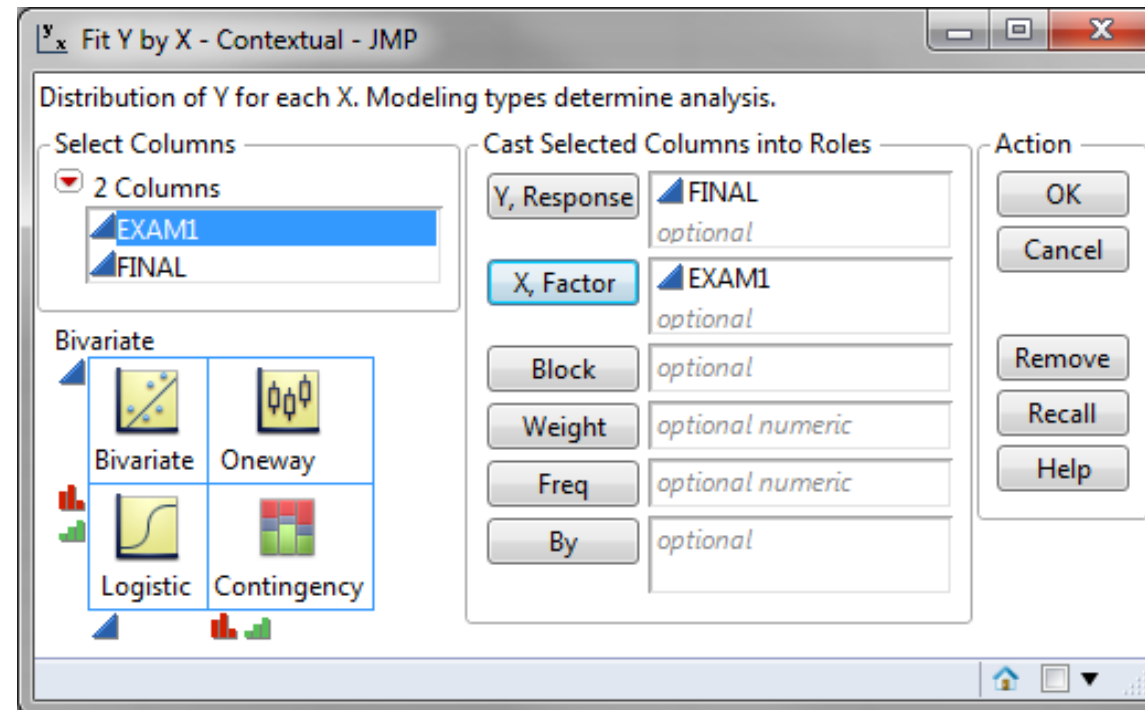 Fit Y by X - Contextual - JMP
Distribution of Y for each X. Modeling types determine analysis.
Select Columns
2 Columns
EXAM1
FINAL
Bivariate
Bivariate Oneway
Logistic Contingency
Cast Selected Columns into Roles
Y, Response FINAL
optional
X, Factor EXAM1
optional
Block optional
Weight optional numeric
Freq optional numeric
By optional
Action
OK
Cancel
Remove
Recall
Help